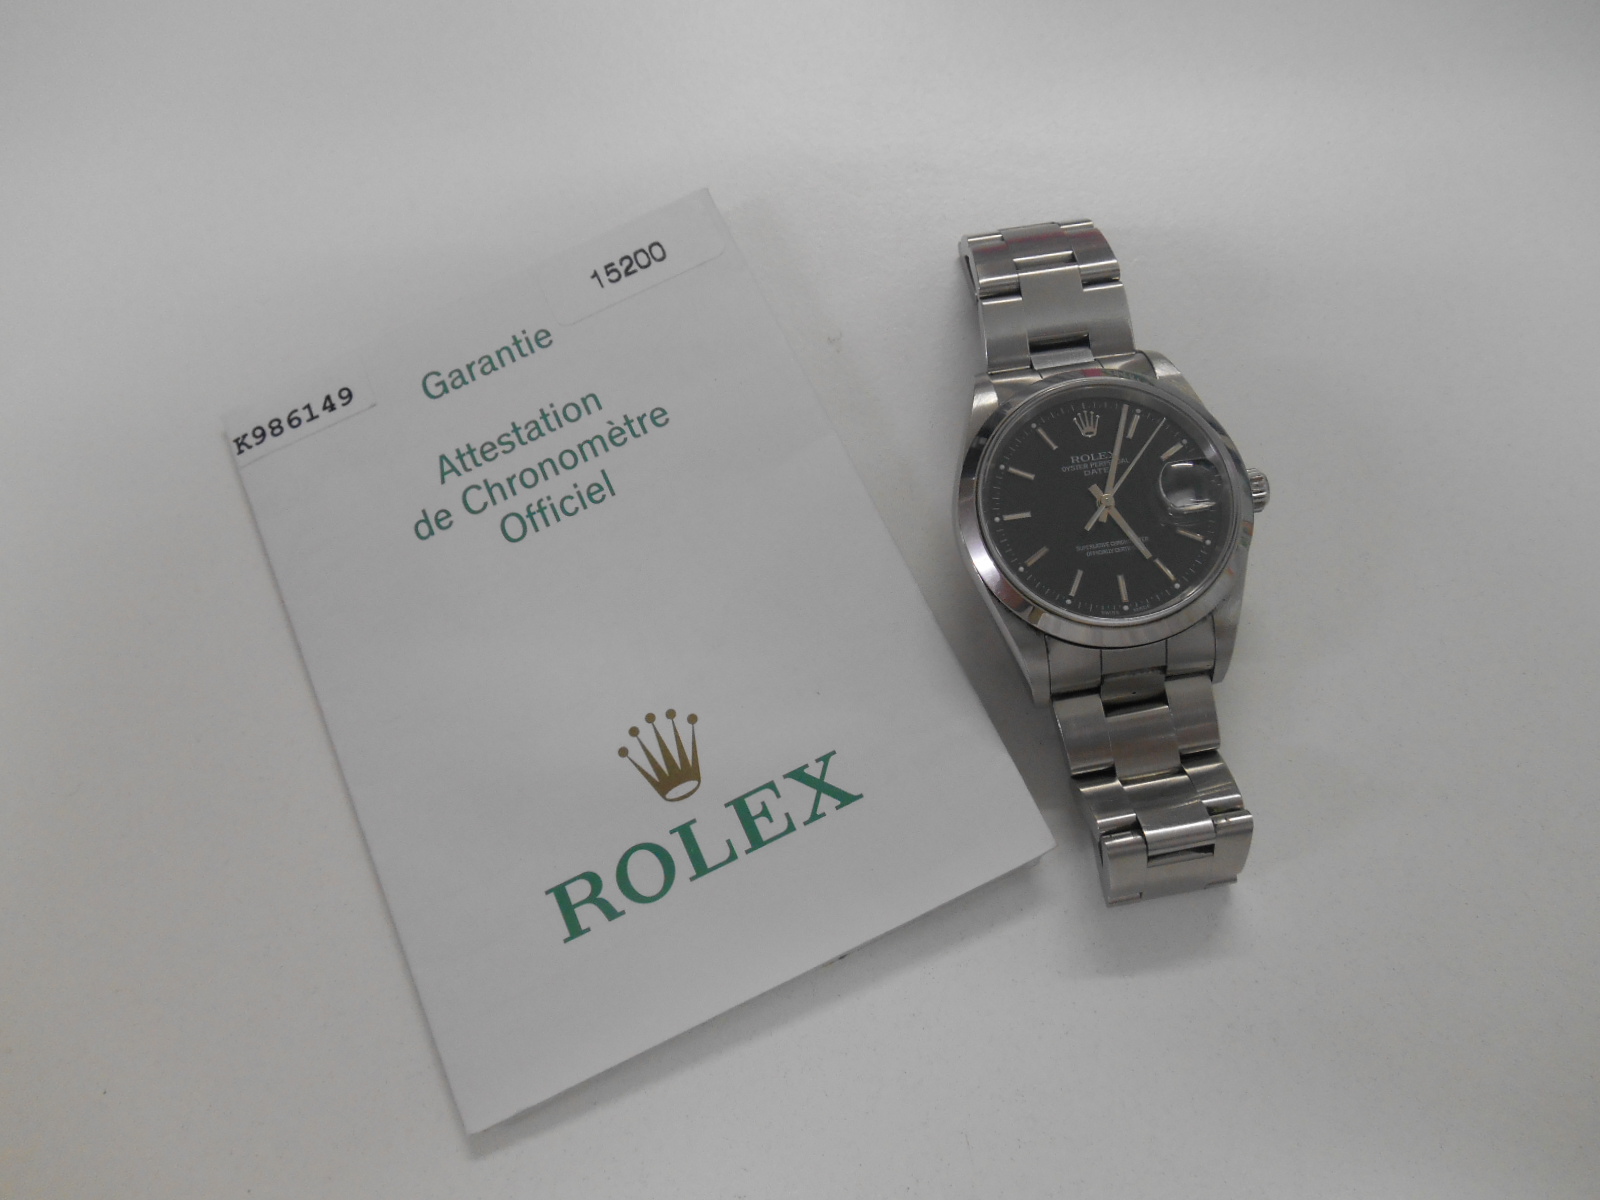 15200
Garantie
K986149
Attestation
de Chronomètre
Officiel
ROLEX
ROLEX
OYSTER PERPETUAL
DATE